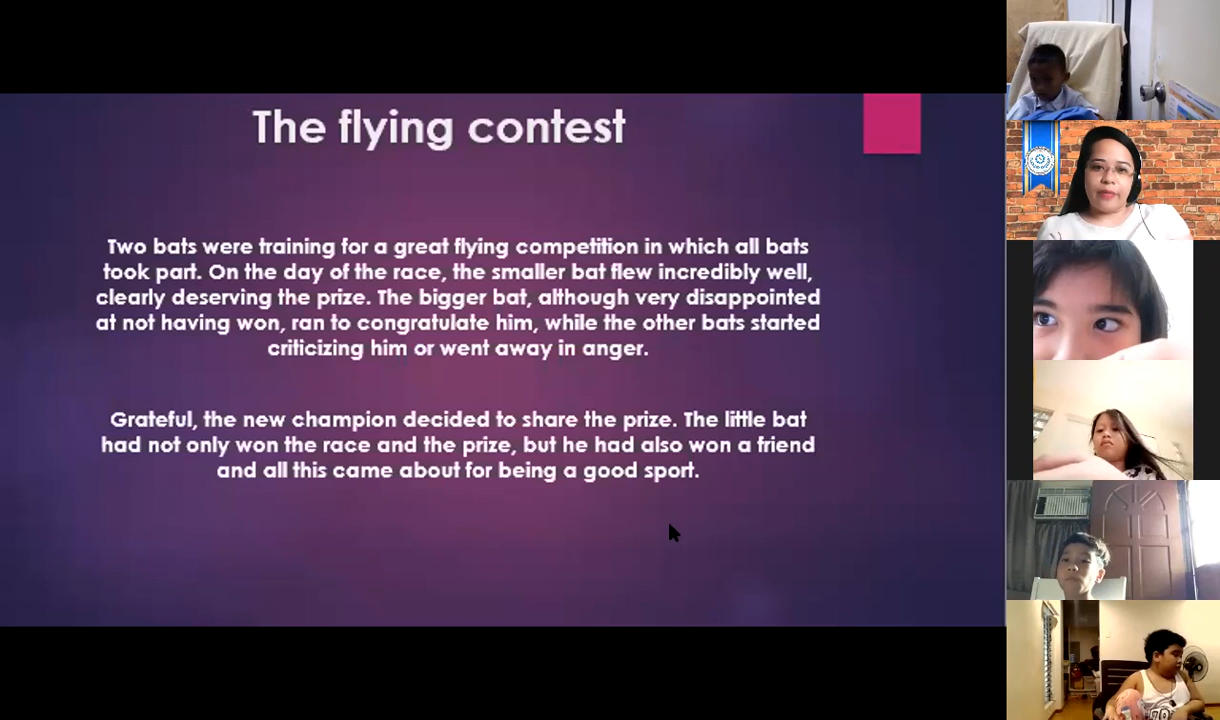 The flying contest
Two bats were training for a great flying competition in which all bats
took part. On the day of the race, the smaller bat flew incredibly well,
clearly deserving the prize. The bigger bat, although very disappointed
at not having won, ran to congratulate him, while the other bats started
criticizing him or went away in anger.
Grateful, the new champion decided to share the prize. The little bat
had not only won the race and the prize, but he had also won a friend
and all this came about for being a good sport.